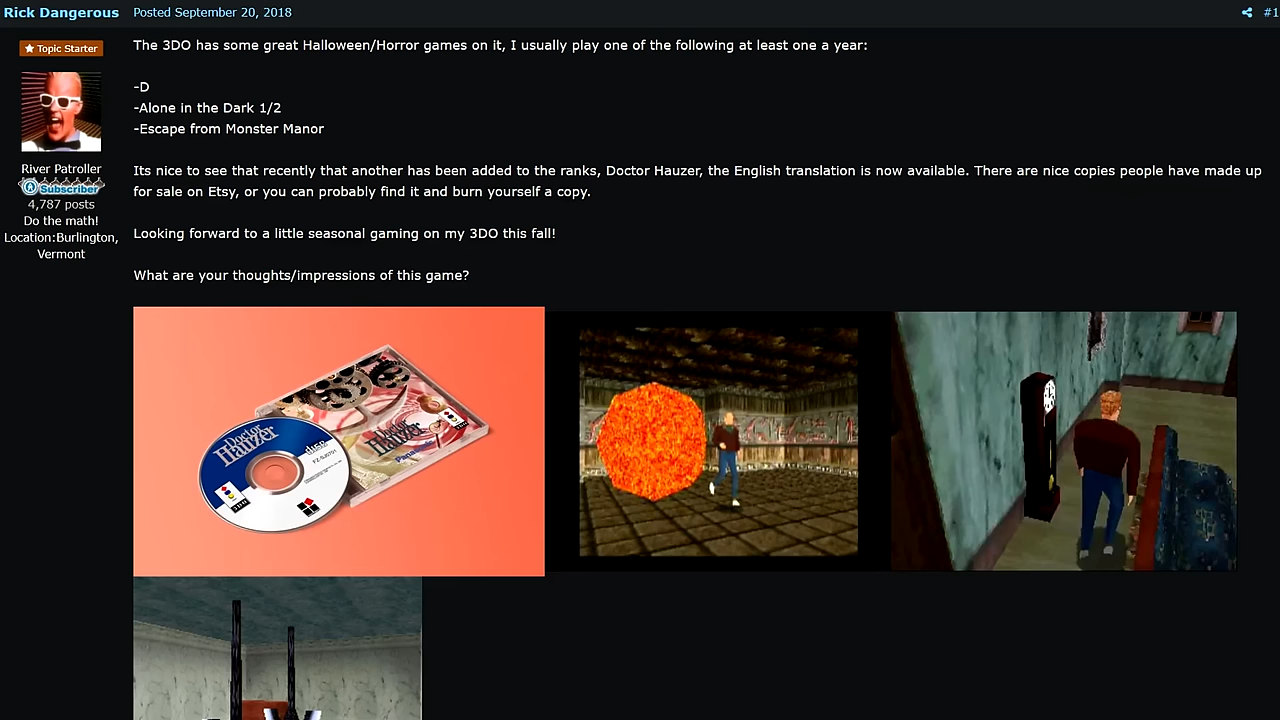 Rick Dangerous
Posted September 20, 2018
#1
Topic Starter
The 3DO has some great Halloween/Horror games on it, I usually play one of the following at least one a year:
-D
-Alone in the Dark 1/2
-Escape from Monster Manor
River Patroller
Subscriber
4,787 posts
Do the math!
Location:Burlington,
Vermont
Its nice to see that recently that another has been added to the ranks, Doctor Hauzer, the English translation is now available. There are nice copies people have made up
for sale on Etsy, or you can probably find it and burn yourself a copy.
Looking forward to a little seasonal gaming on my 3DO this fall!
What are your thoughts/impressions of this game?
Doctor
Hauzer
disc
Doctor
Hauzer